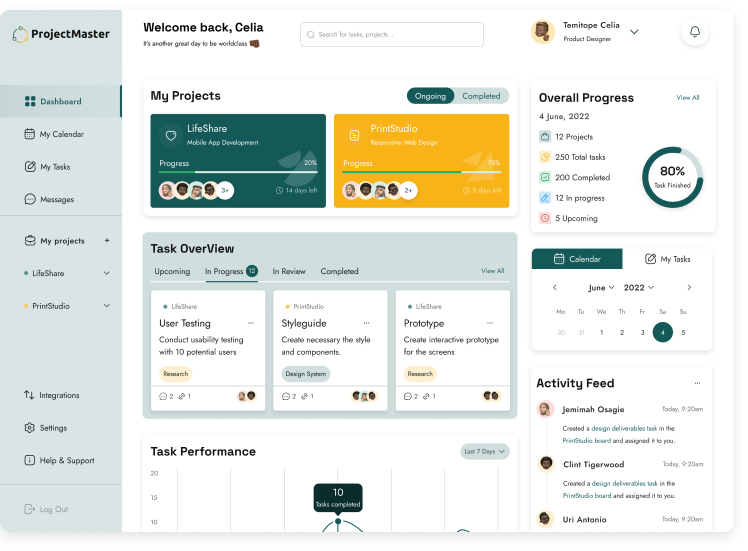 ProjectMaster
Dashboard
My Calendar
My Tasks
Messages
My projects +
LifeShare
PrintStudio
Integrations
Settings
Help & Support
Log Out
Welcome back, Celia
It's another great day to be worldclass
Search for tasks, projects...
Temitope Celia
Product Designer
My Projects
Ongoing Completed
LifeShare
Mobile App Development
Progress 20%
3+ 14 days left
PrintStudio
Responsive Web Design
Progress 75%
2+ 8 days left
Task OverView
Upcoming In Progress 12 In Review Completed View All
LifeShare
User Testing ...
Conduct usability testing
with 10 potential users
Research
2 1
PrintStudio
Styleguide ...
Create necessary the style
and components.
Design System
2 1
LifeShare
Prototype ...
Create interactive prototype
for the screens
Research
2 1
Task Performance
Last 7 Days
20
15
10
10
Tasks completed
Overall Progress View All
4 June, 2022
12 Projects
250 Total tasks
200 Completed
12 In progress
5 Upcoming
80%
Task Finished
Calendar My Tasks
June 2022
Mo Tu We Th Fr Sa Su
30 31 1 2 3 4 5
Activity Feed ...
Jemimah Osagie Today, 9:20am
Created a design deliverables task in the
PrintStudio board and assigned it to you.
Clint Tigerwood Today, 9:20am
Created a design deliverables task in the
PrintStudio board and assigned it to you.
Uri Antonio Today, 9:20am